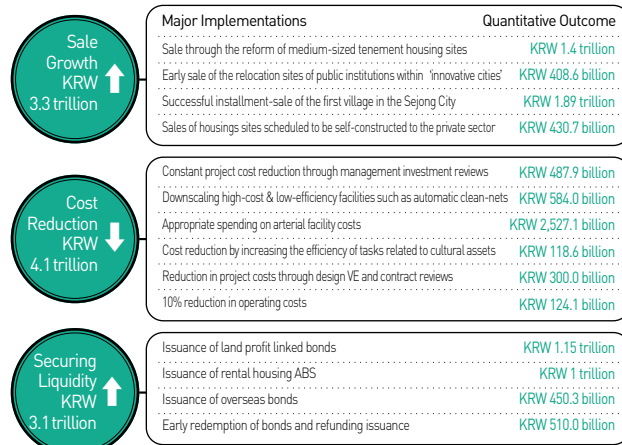 Major Implementations Quantitative Outcome
Sale
Growth
KRW
3.3 trillion
Sale through the reform of medium-sized tenement housing sites KRW 1.4 trillion
Early sale of the relocation sites of public institutions within ‘innovative cities’ KRW 408.6 billion
Successful installment-sale of the first village in the Sejong City KRW 1.89 trillion
Sales of housings sites scheduled to be self-constructed to the private sector KRW 430.7 billion
Cost
Reduction
KRW
4.1 trillion
Constant project cost reduction through management investment reviews KRW 487.9 billion
Downscaling high-cost & low-efficiency facilities such as automatic clean-nets KRW 584.0 billion
Appropriate spending on arterial facility costs KRW 2,527.1 billion
Cost reduction by increasing the efficiency of tasks related to cultural assets KRW 118.6 billion
Reduction in project costs through design VE and contract reviews KRW 300.0 billion
10% reduction in operating costs KRW 124.1 billion
Securing
Liquidity
KRW
3.1 trillion
Issuance of land profit linked bonds KRW 1.15 trillion
Issuance of rental housing ABS KRW 1 trillion
Issuance of overseas bonds KRW 450.3 billion
Early redemption of bonds and refunding issuance KRW 510.0 billion